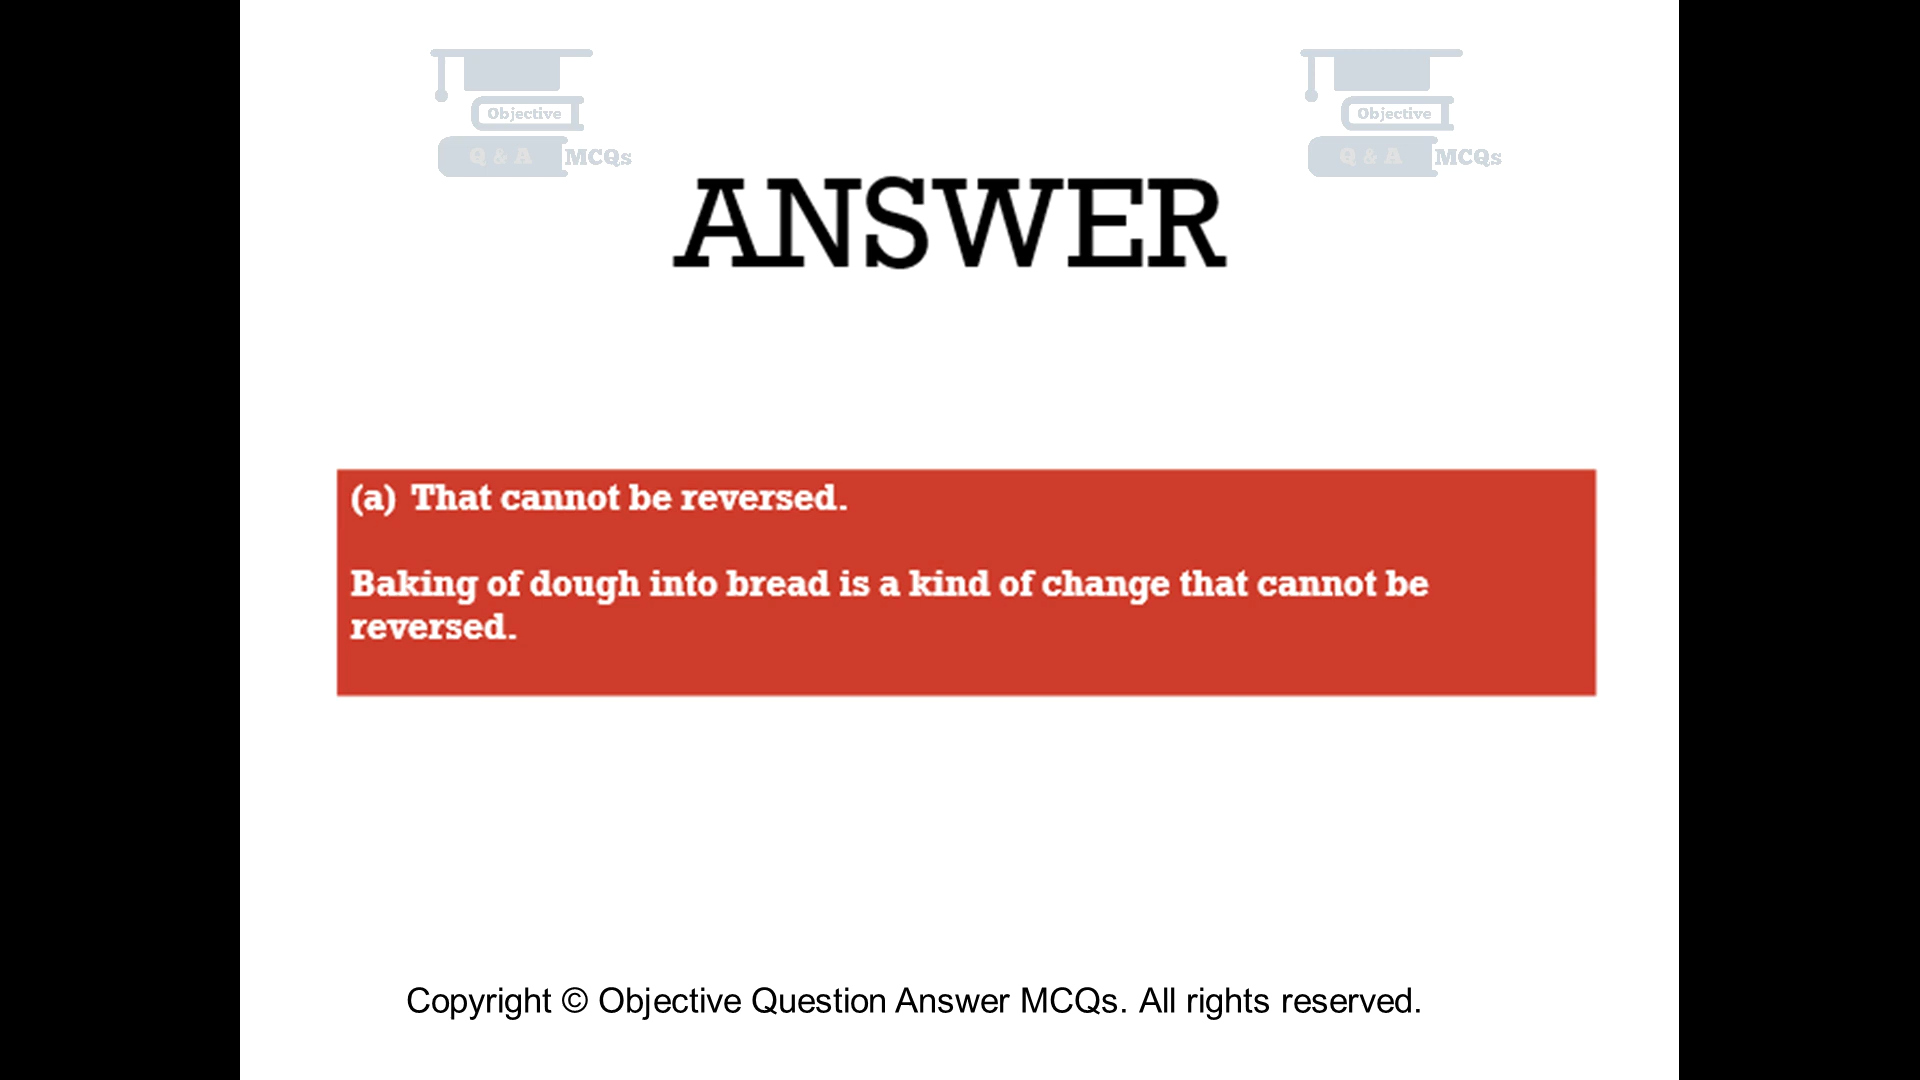 Objective
Q & A MCQs
Objective
Q & A MCQs
ANSWER
(a) That cannot be reversed.
Baking of dough into bread is a kind of change that cannot be
reversed.
Copyright © Objective Question Answer MCQs. All rights reserved.